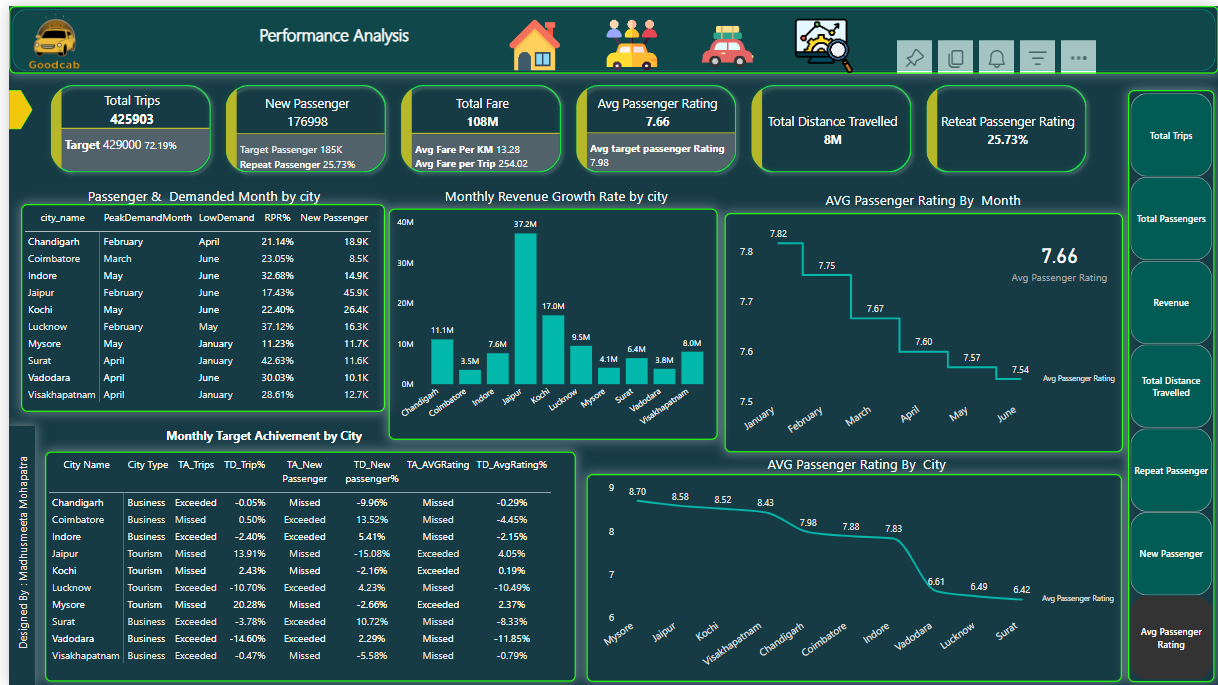 Goodcab
Performance Analysis
Total Trips
425903
Target 429000 72.19%
New Passenger
176998
Target Passenger 185K
Repeat Passenger 25.73%
Total Fare
108M
Avg Fare Per KM 13.28
Avg Fare per Trip 254.02
Avg Passenger Rating
7.66
Avg target passenger Rating
7.98
Total Distance Travelled
8M
Reteat Passenger Rating
25.73%
Passenger & Demanded Month by city
city_name PeakDemandMonth LowDemand RPR% New Passenger
Chandigarh February April 21.14% 18.9K
Coimbatore March June 23.05% 8.5K
Indore May June 32.68% 14.9K
Jaipur February June 17.43% 45.9K
Kochi May June 22.40% 26.4K
Lucknow February May 37.12% 16.3K
Mysore May January 11.23% 11.7K
Surat April January 42.63% 11.6K
Vadodara April June 30.03% 10.1K
Visakhapatnam April January 28.61% 12.7K
Monthly Revenue Growth Rate by city
40M
30M
20M
10M
0M
11.1M
3.5M
7.6M
37.2M
17.0M
9.5M
4.1M
6.4M
3.8M
8.0M
Chandigarh
Coimbatore
Indore
Jaipur
Kochi
Lucknow
Mysore
Surat
Vadodara
Visakhapatnam
AVG Passenger Rating By Month
7.8
7.7
7.6
7.5
7.82
7.75
7.67
7.60
7.57
7.54
7.66
Avg Passenger Rating
Avg Passenger Rating
January
February
March
April
May
June
Monthly Target Achivement by City
City Name City Type TA_Trips TD_Trip% TA_New Passenger TD_New passenger% TA_AVGRating TD_AvgRating%
Chandigarh Business Exceeded -0.05% Missed -9.96% Missed -0.29%
Coimbatore Business Missed 0.50% Exceeded 13.52% Missed -4.45%
Indore Business Exceeded -2.40% Exceeded 5.41% Missed -2.15%
Jaipur Tourism Missed 13.91% Missed -15.08% Exceeded 4.05%
Kochi Tourism Missed 2.43% Missed -2.16% Exceeded 0.19%
Lucknow Business Exceeded -10.70% Exceeded 4.23% Missed -10.49%
Mysore Tourism Missed 20.28% Missed -2.66% Exceeded 2.37%
Surat Business Exceeded -3.78% Exceeded 10.72% Missed -8.33%
Vadodara Business Exceeded -14.60% Exceeded 2.29% Missed -11.85%
Visakhapatnam Business Exceeded -0.47% Missed -5.58% Missed -0.79%
AVG Passenger Rating By City
9
8
7
6
8.70
8.58
8.52
8.43
7.98
7.88
7.83
6.61
6.49
6.42
Avg Passenger Rating
Mysore
Jaipur
Kochi
Visakhapatnam
Chandigarh
Coimbatore
Indore
Vadodara
Lucknow
Surat
Total Trips
Total Passengers
Revenue
Total Distance
Travelled
Repeat Passenger
New Passenger
Avg Passenger
Rating
Designed By : Madhusmeeta Mohapatra